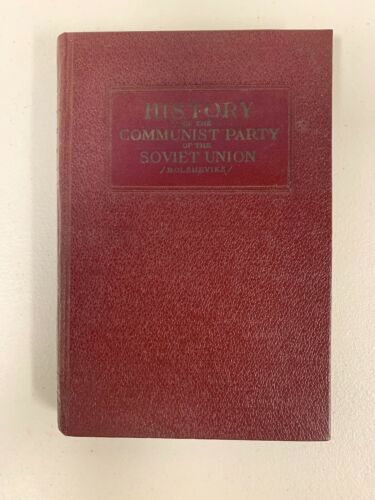 HISTORY
OF THE
COMMUNIST PARTY
OF THE
SOVIET UNION
/BOLSHEVIKS/